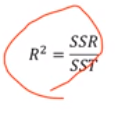 R² = SSR/SST